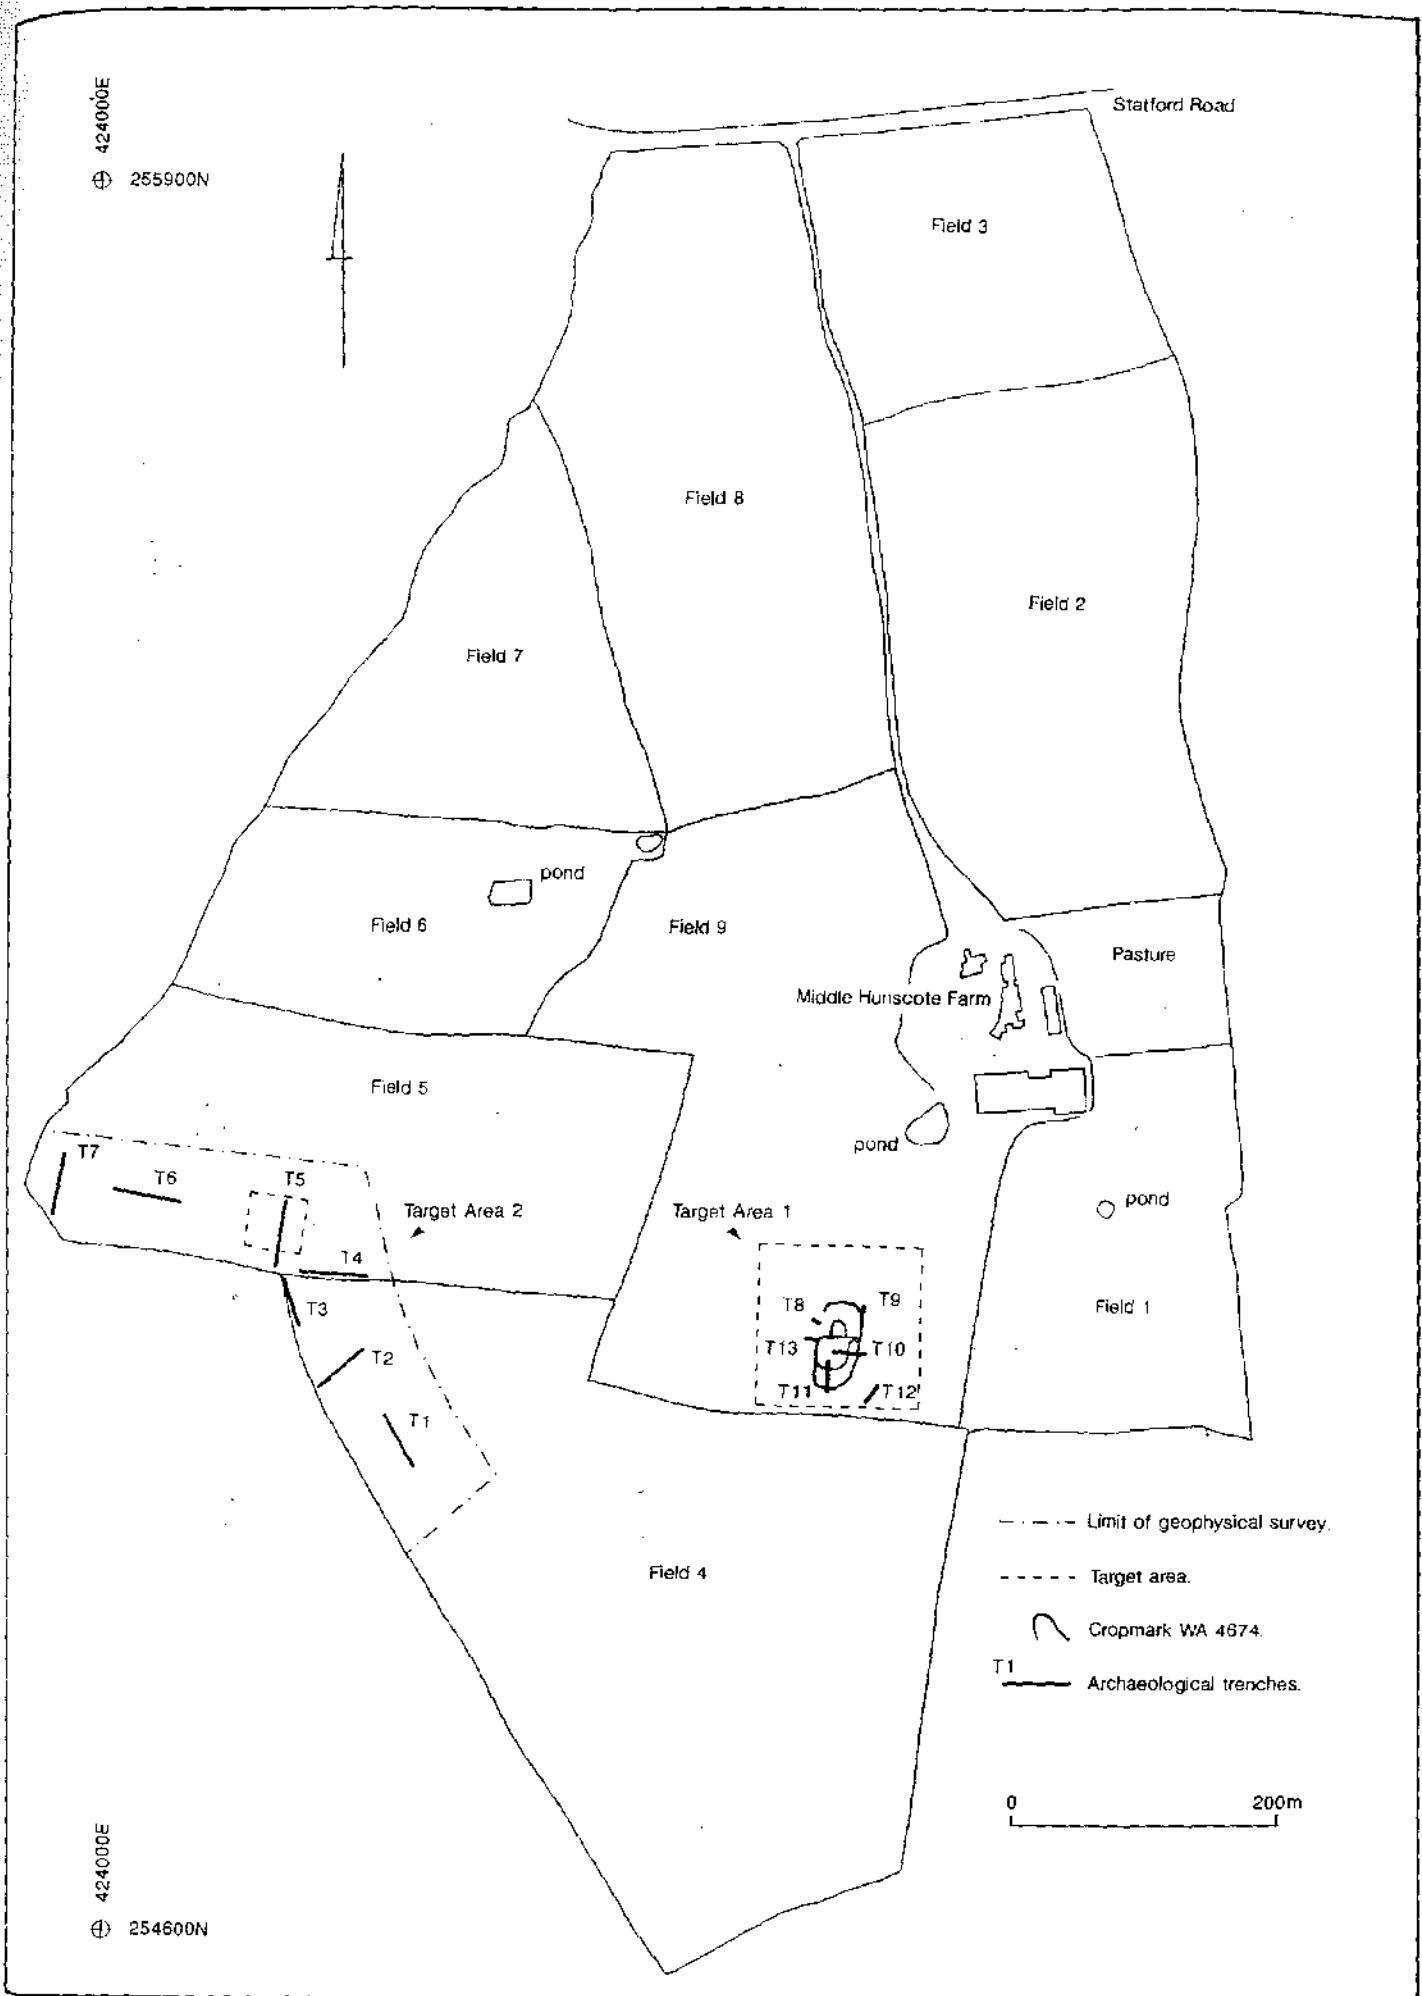 Statford Road
424000E
255900N
Field 3
Field 8
Field 2
Field 7
pond
Field 6
Field 9
Pasture
Middle Hunscote Farm
Field 5
pond
T7
T6
T5
Target Area 2
Target Area 1
pond
T4
T3
T8
T9
Field 1
T2
T13
T10
T11
T12
T1
Limit of geophysical survey.
Field 4
Target area.
Cropmark WA 4674.
T1
Archaeological trenches.
0 200m
424000E
254600N